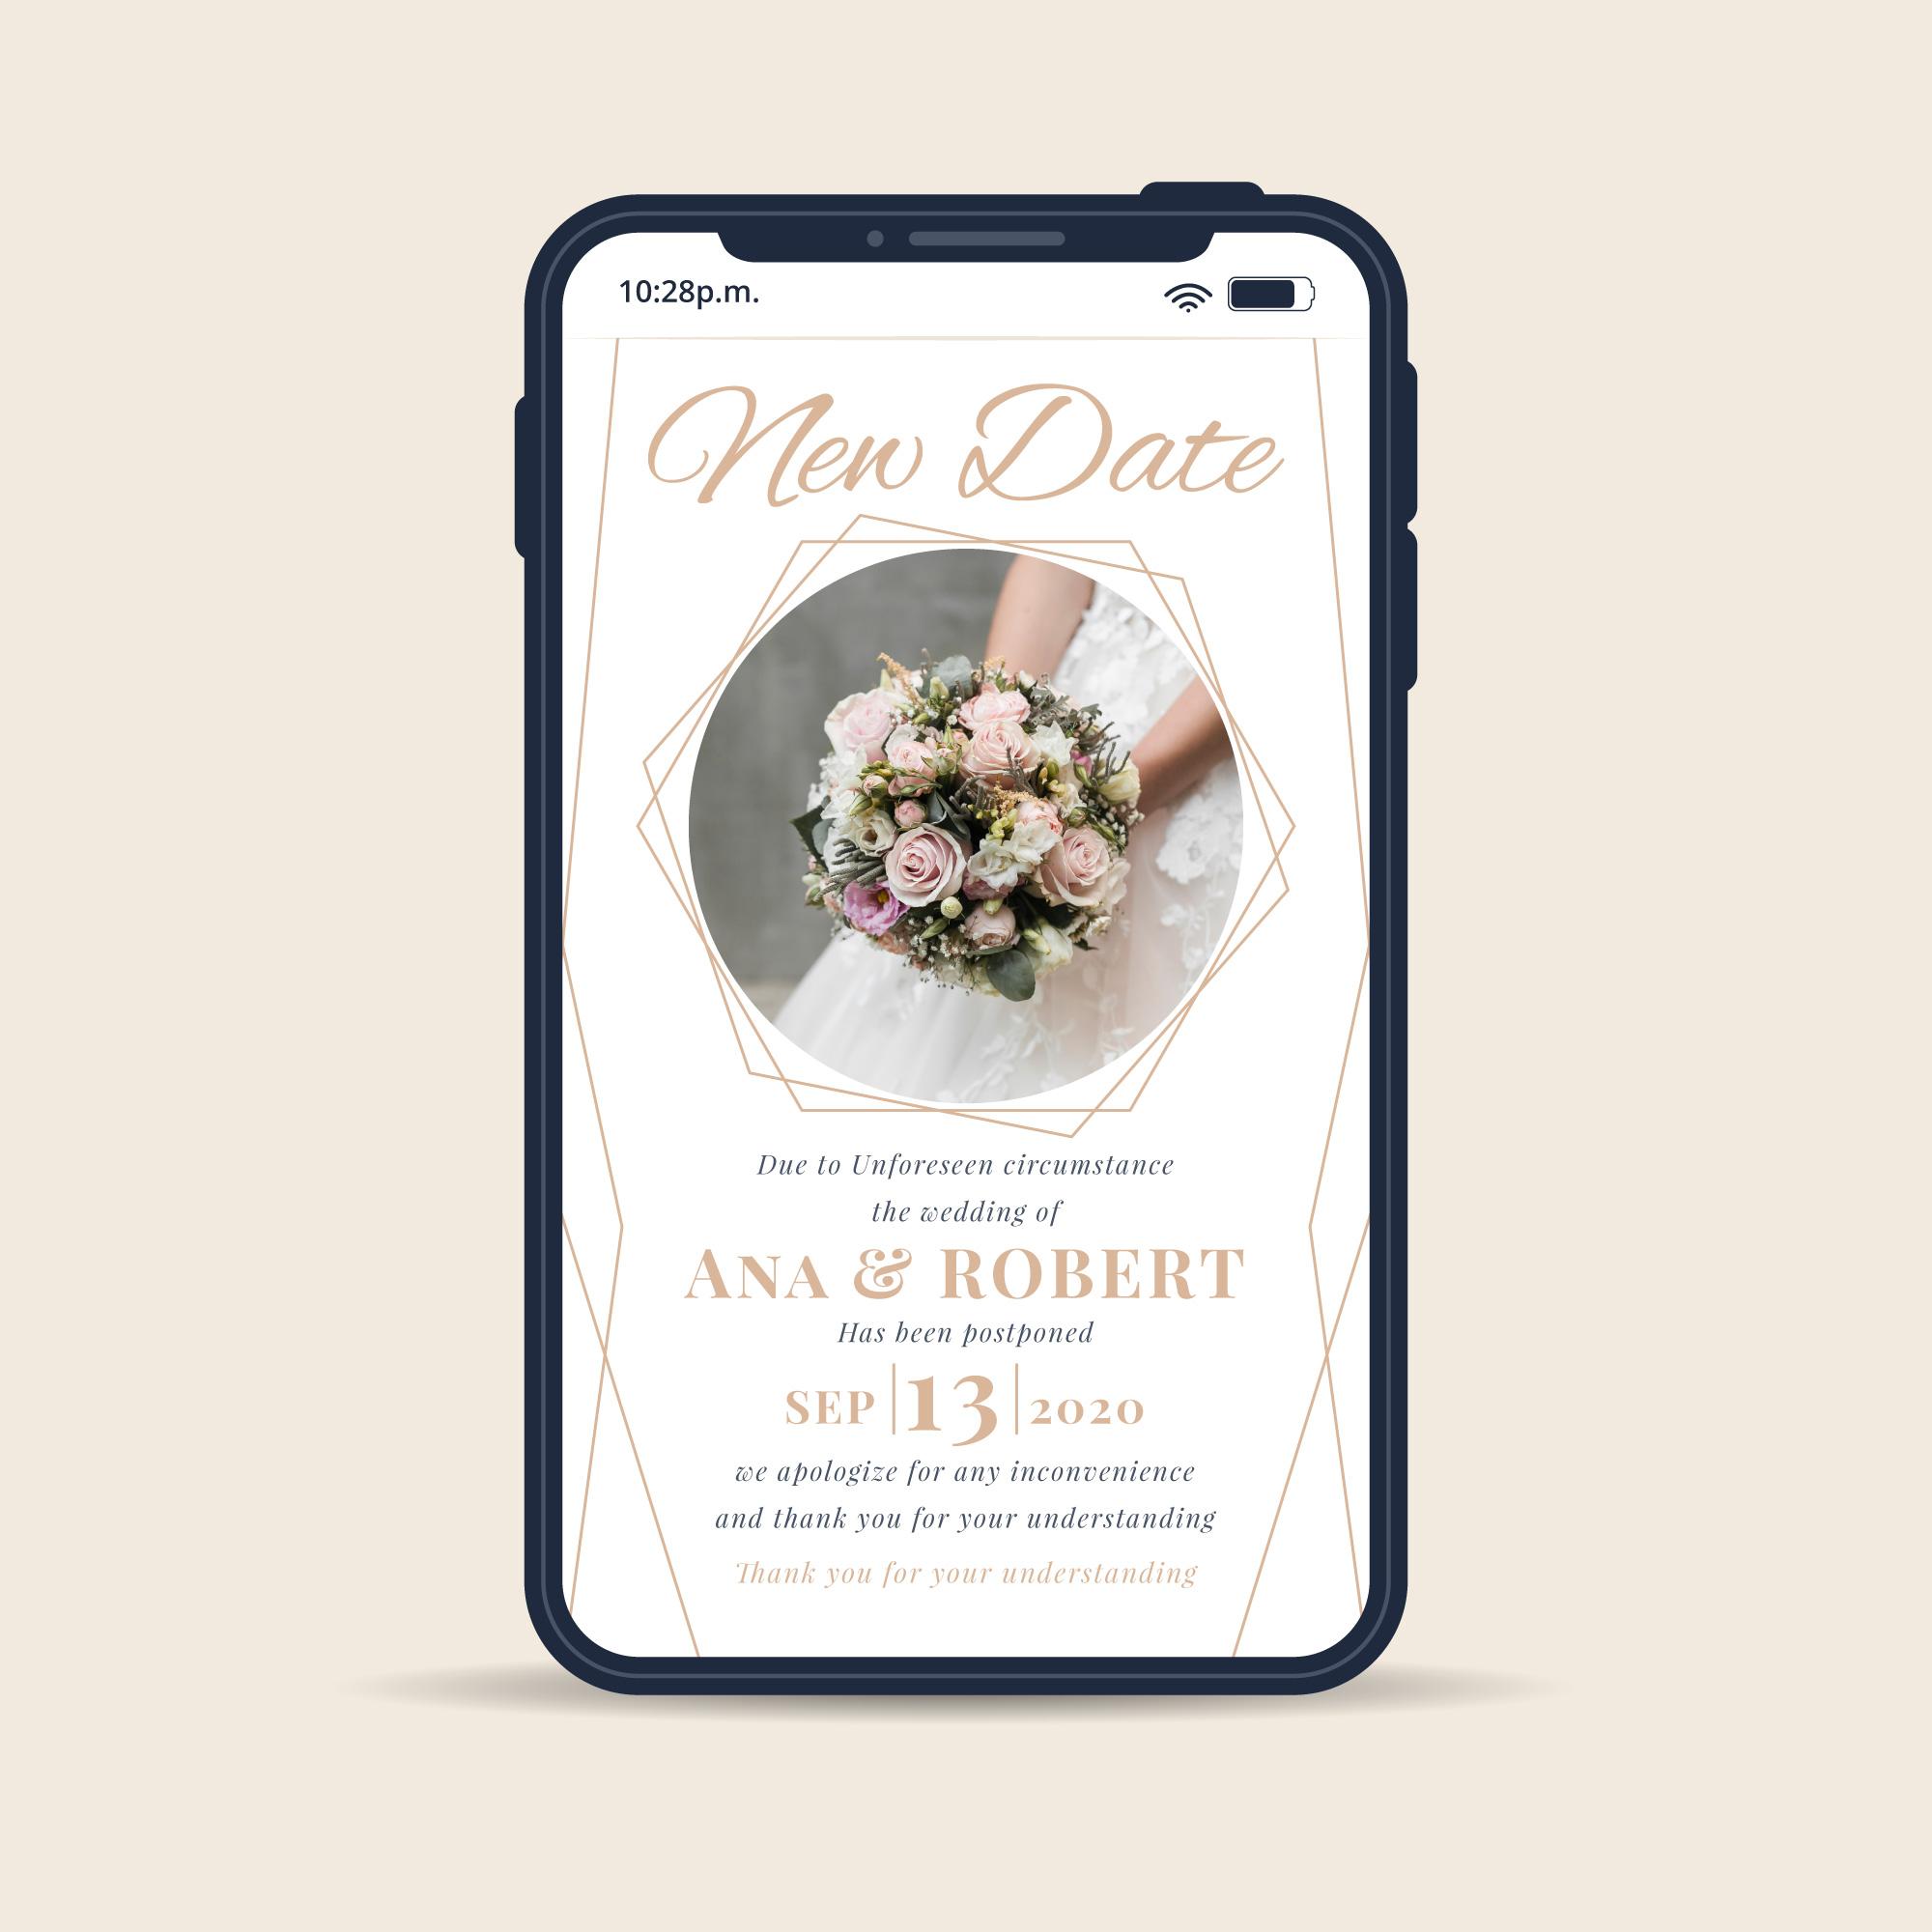 10:28p.m.
New Date
Due to Unforeseen circumstance
the wedding of
ANA & ROBERT
Has been postponed
SEP 13 2020
we apologize for any inconvenience
and thank you for your understanding
Thank you for your understanding